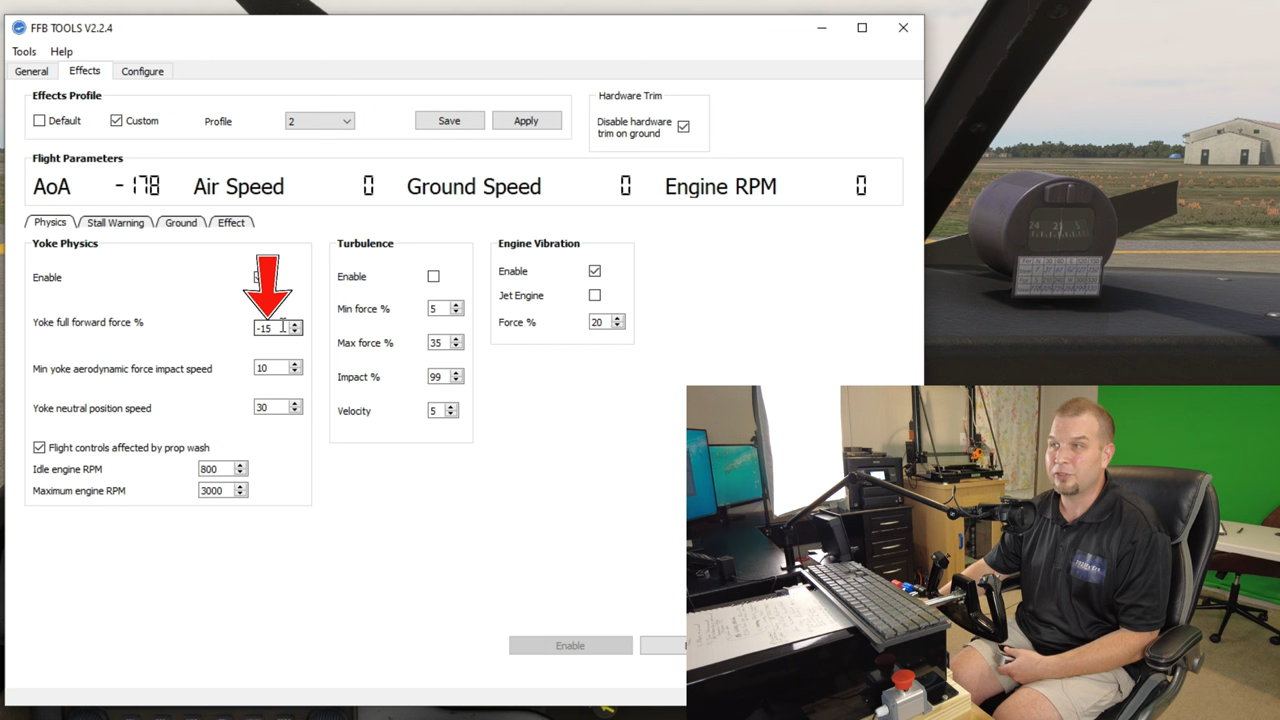 FFB TOOLS V2.2.4
Tools Help
General Effects Configure
Effects Profile
Default Custom Profile 2 Save Apply
Hardware Trim
Disable hardware
trim on ground
Flight Parameters
AoA -178 Air Speed 0 Ground Speed 0 Engine RPM 0
Physics Stall Warning Ground Effect
Yoke Physics
Enable
Yoke full forward force % -15
Min yoke aerodynamic force impact speed 10
Yoke neutral position speed 30
Flight controls affected by prop wash
Idle engine RPM 800
Maximum engine RPM 3000
Turbulence
Enable
Min force % 5
Max force % 35
Impact % 99
Velocity 5
Engine Vibration
Enable
Jet Engine
Force % 20
Enable
24 21